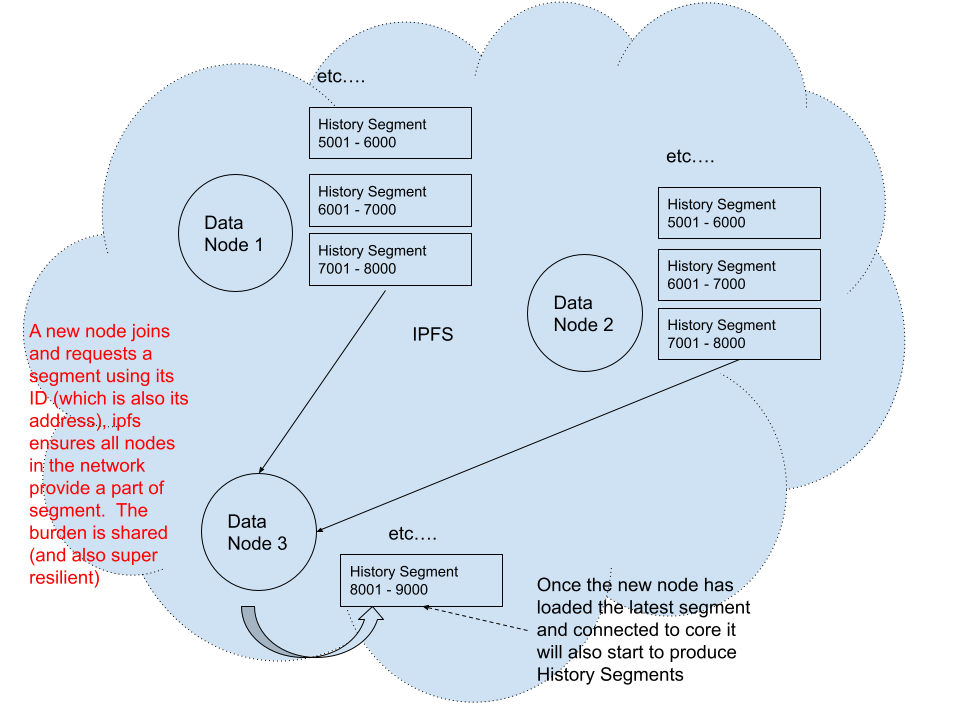 etc….
History Segment
5001 - 6000
History Segment
6001 - 7000
History Segment
7001 - 8000
Data
Node 1
etc….
History Segment
5001 - 6000
History Segment
6001 - 7000
History Segment
7001 - 8000
Data
Node 2
IPFS
A new node joins
and requests a
segment using its
ID (which is also its
address), ipfs
ensures all nodes
in the network
provide a part of
segment.  The
burden is shared
(and also super
resilient)
Data
Node 3
etc….
History Segment
8001 - 9000
Once the new node has
loaded the latest segment
and connected to core it
will also start to produce
History Segments